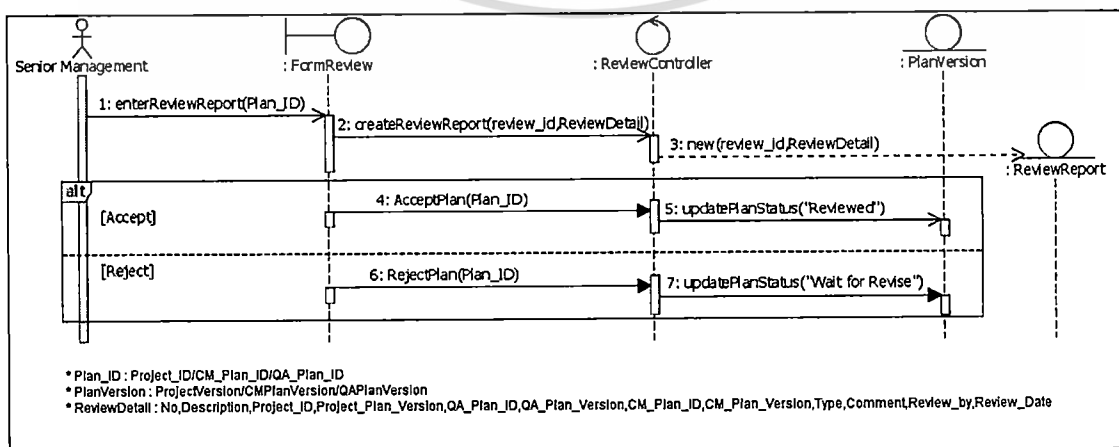 Senior Management
: FormReview
: ReviewController
: PlanVersion
1: enterReviewReport(Plan_ID)
2: createReviewReport(review_id,ReviewDetail)
3: new(review_id,ReviewDetail)
: ReviewReport
alt
[Accept]
4: AcceptPlan(Plan_ID)
5: updatePlanStatus("Reviewed")
[Reject]
6: RejectPlan(Plan_ID)
7: updatePlanStatus("Wait for Revise")
* Plan_ID : Project_ID/CM_Plan_ID/QA_Plan_ID
* PlanVersion : ProjectVersion/CMPlanVersion/QAPlanVersion
* ReviewDetail : No,Description,Project_ID,Project_Plan_Version,QA_Plan_ID,QA_Plan_Version,CM_Plan_ID,CM_Plan_Version,Type,Comment,Review_by,Review_Date